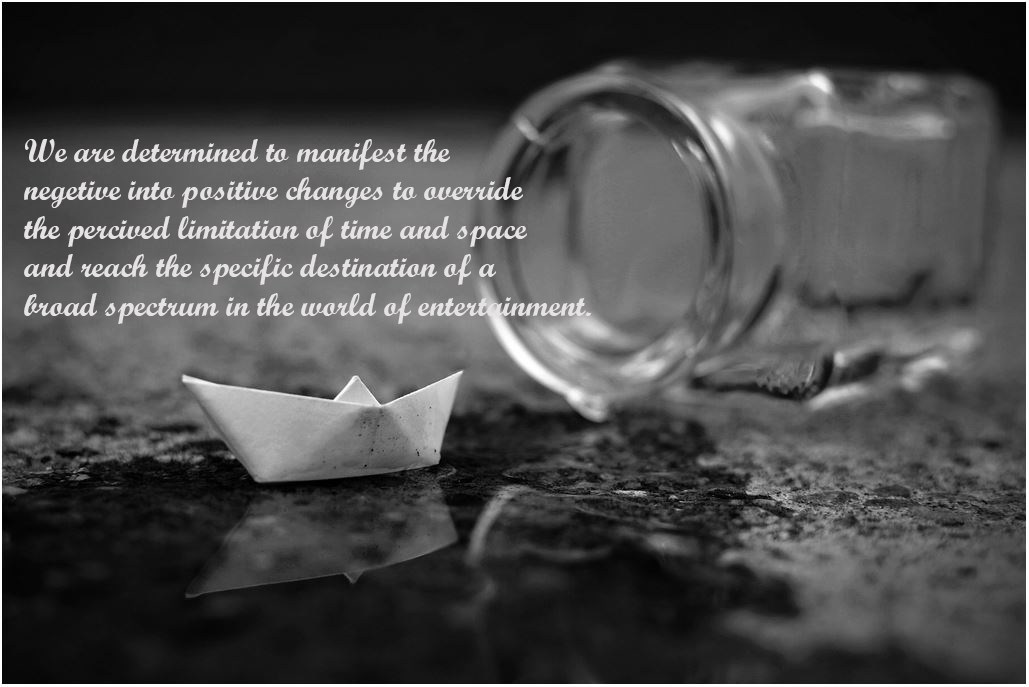 We are determined to manifest the
negetive into positive changes to override
the percived limitation of time and space
and reach the specific destination of a
broad spectrum in the world of entertainment.